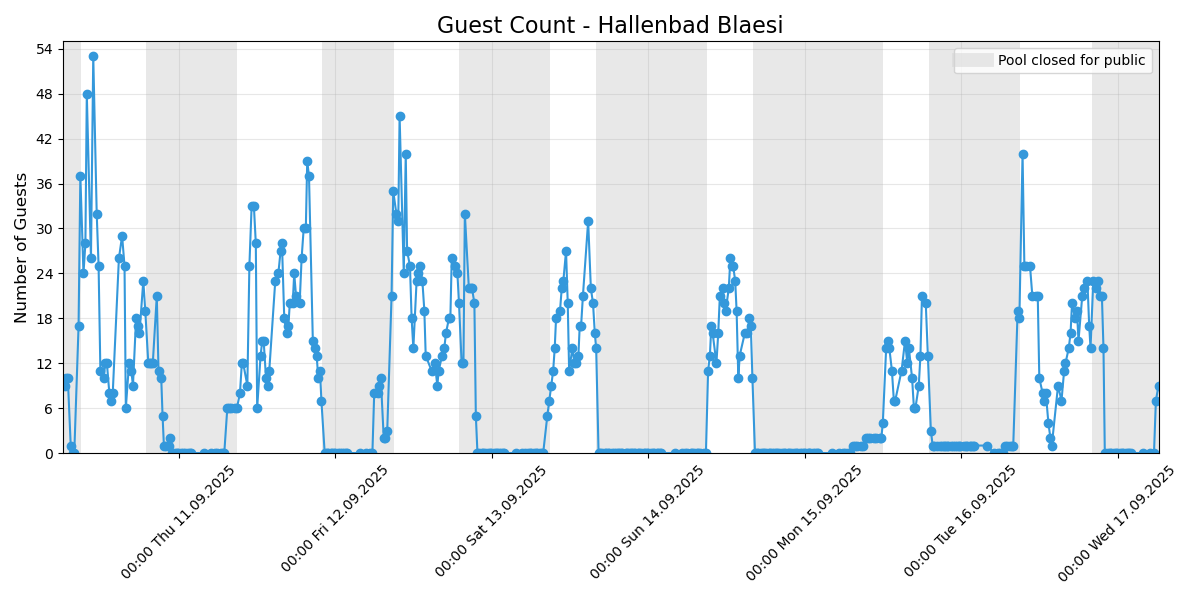 Guest Count - Hallenbad Blaesi
Pool closed for public
Number of Guests
54
48
42
36
30
24
18
12
6
0
00:00 Thu 11.09.2025
00:00 Fri 12.09.2025
00:00 Sat 13.09.2025
00:00 Sun 14.09.2025
00:00 Mon 15.09.2025
00:00 Tue 16.09.2025
00:00 Wed 17.09.2025